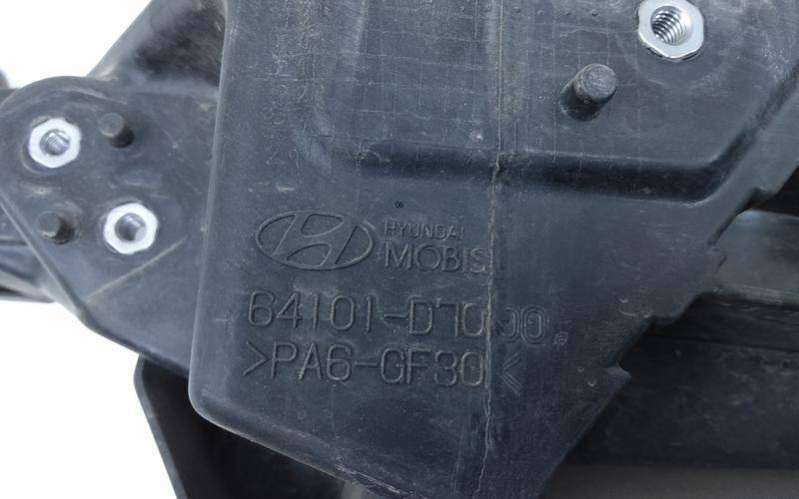 HYUNDAI
MOBIS
64101-D7000
>PA6-GF30<